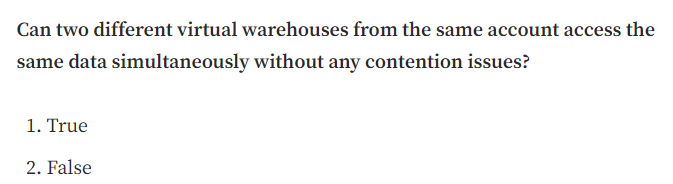 Can two different virtual warehouses from the same account access the
same data simultaneously without any contention issues?
1. True
2. False